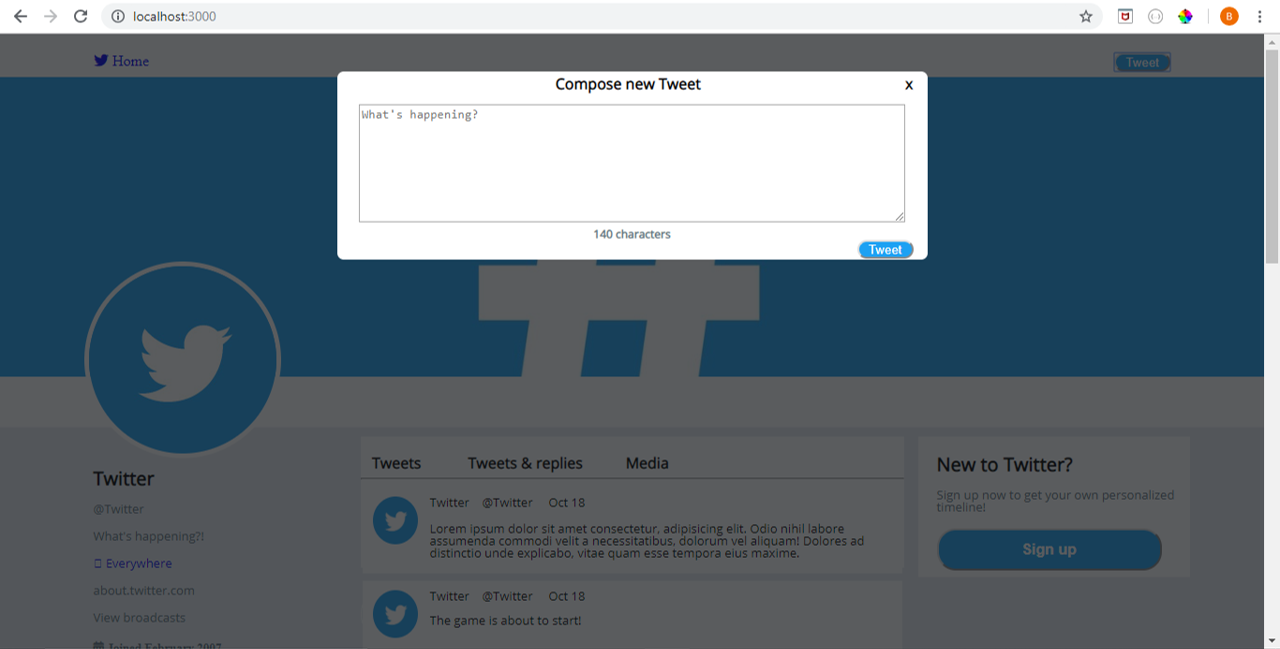 localhost:3000
B
Home
Tweet
Compose new Tweet
x
What's happening?
140 characters
Tweet
#
Twitter
@Twitter
What's happening?!
Everywhere
about.twitter.com
View broadcasts
Joined February 2007
Tweets Tweets & replies Media
Twitter @Twitter Oct 18
Lorem ipsum dolor sit amet consectetur, adipisicing elit. Odio nihil labore
assumenda commodi velit a necessitatibus, dolorum vel aliquam! Dolores ad
distinctio unde explicabo, vitae quam esse tempora eius maxime.
Twitter @Twitter Oct 18
The game is about to start!
New to Twitter?
Sign up now to get your own personalized
timeline!
Sign up